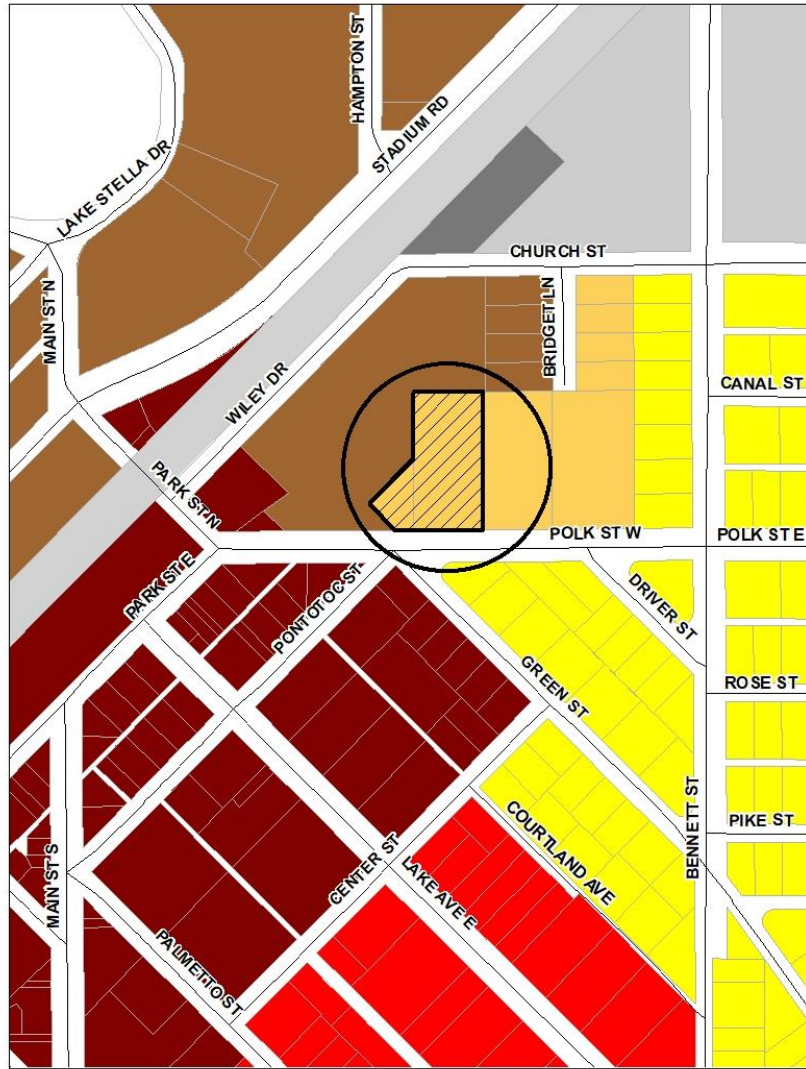 HAMPTON ST
STADIUM RD
LAKE STELLA DR
CHURCH ST
MAIN ST N
BRIDGET LN
WILEY DR
CANAL ST
PARK ST N
POLK ST W
POLK ST E
PARK ST E
PONTOTOC ST
DRIVER ST
GREEN ST
ROSE ST
BENNETT ST
PIKE ST
COURTLAND AVE
CENTER ST
LAKE AVE E
MAIN ST S
PALMETTO ST